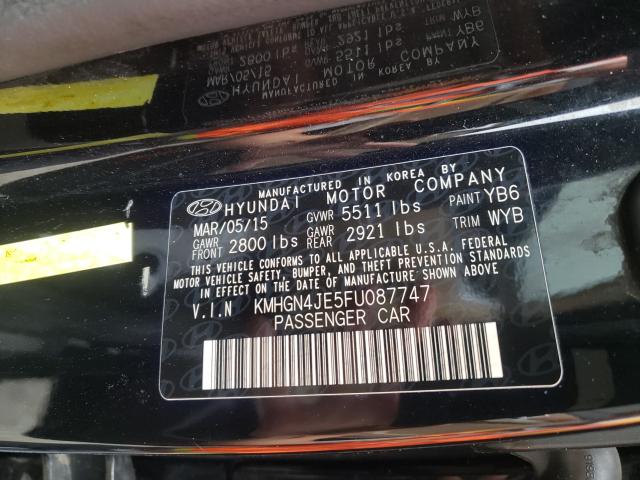 MANUFACTURED IN KOREA BY
HYUNDAI MOTOR COMPANY
MAR/05/15 GVWR 5511 lbs PAINT YB6
GAWR FRONT 2800 lbs GAWR REAR 2921 lbs TRIM WYB
THIS VEHICLE CONFORMS TO ALL APPLICABLE U.S.A. FEDERAL
MOTOR VEHICLE SAFETY, BUMPER, AND THEFT PREVENTION STANDARDS
IN EFFECT ON THE DATE OF MANUFACTURE SHOWN ABOVE.
V.I.N KMHGN4JE5FU087747
PASSENGER CAR